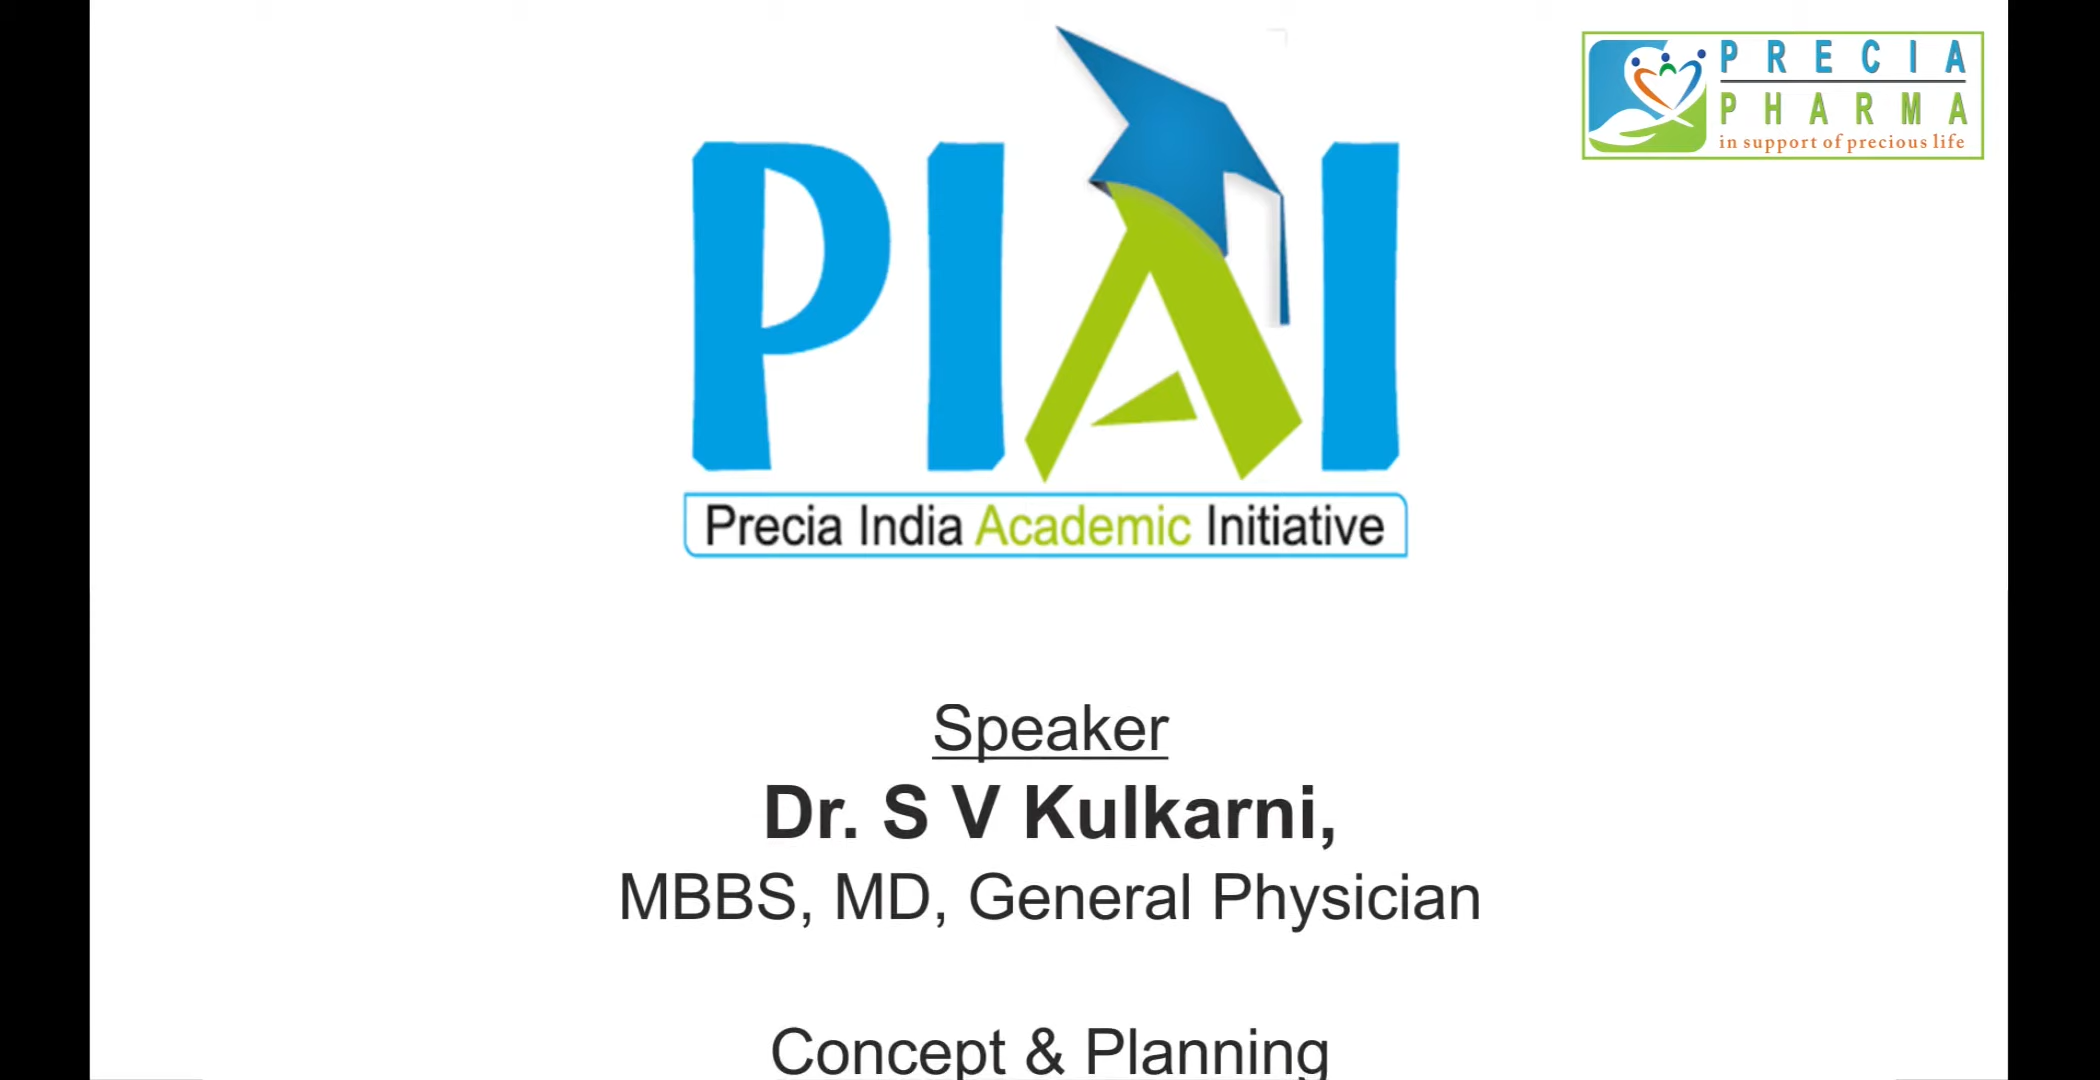 PIAI
Precia India Academic Initiative
PRECIA
PHARMA
in support of precious life
Speaker
Dr. S V Kulkarni,
MBBS, MD, General Physician
Concept & Planning